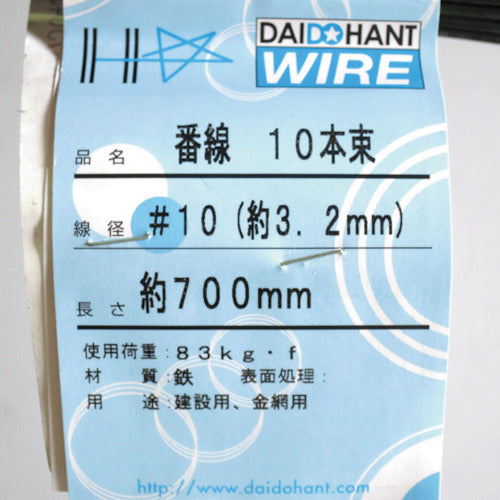 DAIDOHANT
WIRE
品名 番線 10本束
線径 #10(約3.2mm)
長さ 約700mm
使用荷重:83kg・f
材質:鉄 表面処理:
用途:建設用、金網用
http://www.daidohant.com